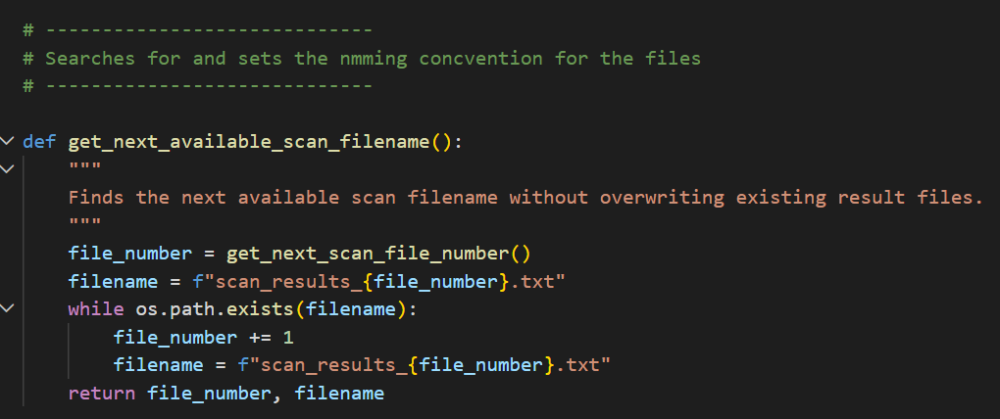 # -----------------------------
# Searches for and sets the nmming concvention for the files
# -----------------------------
def get_next_available_scan_filename():
"""
Finds the next available scan filename without overwriting existing result files.
"""
file_number = get_next_scan_file_number()
filename = f"scan_results_{file_number}.txt"
while os.path.exists(filename):
file_number += 1
filename = f"scan_results_{file_number}.txt"
return file_number, filename